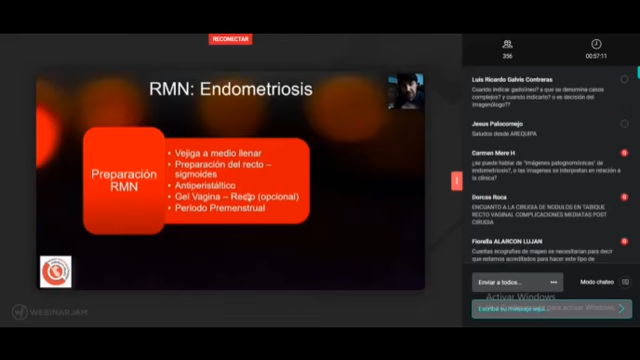 RECONECTAR
RMN: Endometriosis
Preparación
RMN
• Vejiga a medio llenar
• Preparación del recto –
sigmoides
• Antiperistáltico
• Gel Vagina – Recto (opcional)
• Periodo Premenstrual
WEBINARJAM
356
00:57:11
Luis Ricardo Galvis Contreras
Cuando indicar gadolineo? a que se denomina casos
complejos? y cuando indicarlo? o es decisión del
imagenólogo??
Jesus Palocornejo
Saludos desde AREQUIPA
Carmen Mere H
¿se puede hablar de "imágenes patognomónicas" de
endometriosis?, o las imagenes se interpretan en relación a
la clínica?
Dorcas Roca
ENCUANTO A LA CIRUGIA DE NODULOS EN TABIQUE
RECTO VAGINAL COMPLICACIONES MEDIATAS POST
CIRUGIA
Fiorella ALARCON LUJAN
Cuantas ecografias de mapeo se necesitarian para decir
que estamos acreditados para hacer este tipo de
Enviar a todos...
Modo chateo
Activar Windows
para activar Windows.